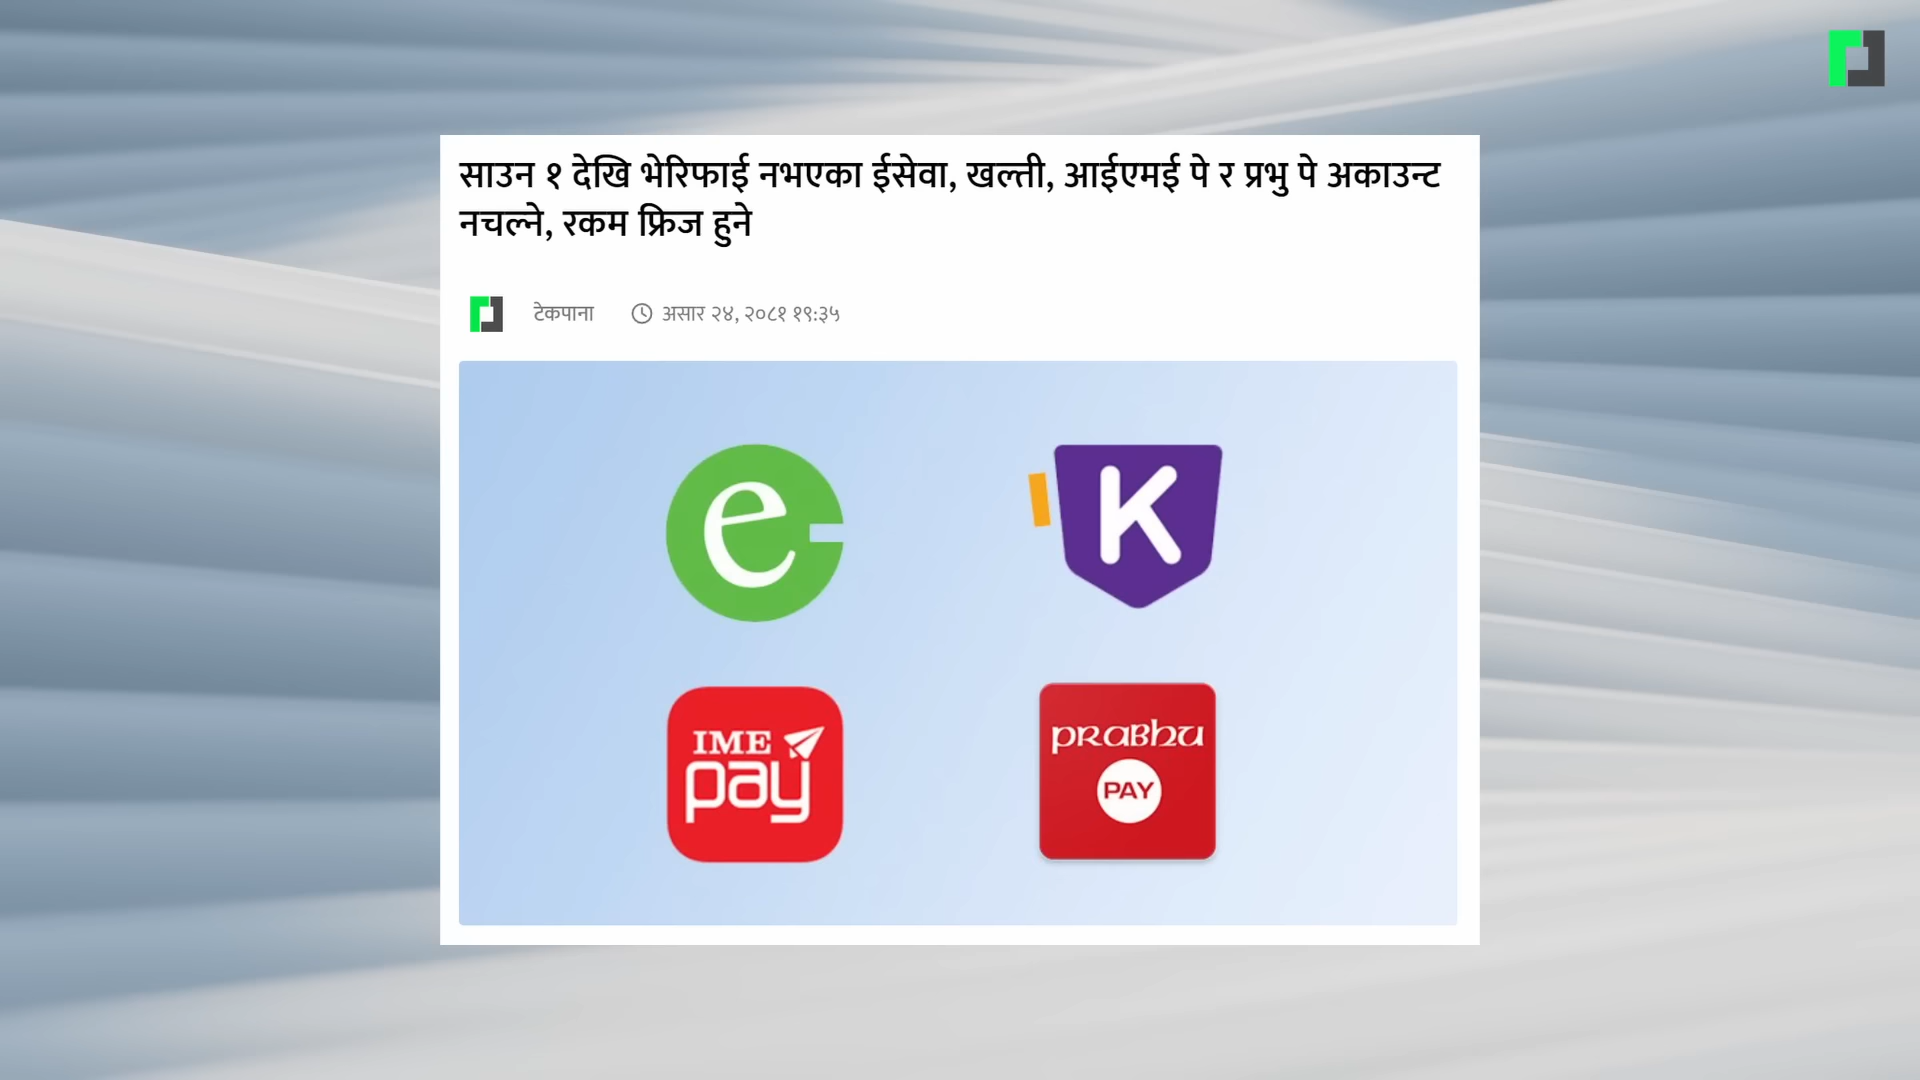 साउन १ देखि भेरिफाई नभएका ईसेवा, खल्ती, आईएमई पे र प्रभु पे अकाउन्ट
नचल्ने, रकम फ्रिज हुने
टेकपाना असार २४, २०८१ १९:३५
e K
IME
pay
PRABHU
PAY